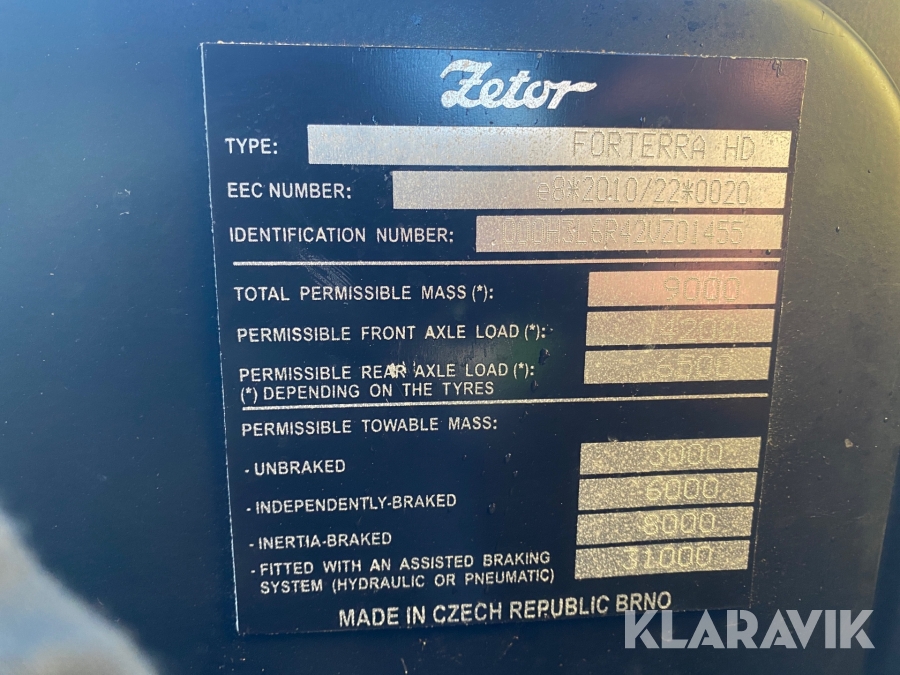 Zetor
TYPE: FORTERRA HD
EEC NUMBER: e8*2010/22*0020
IDENTIFICATION NUMBER:
TOTAL PERMISSIBLE MASS (*): 9000
PERMISSIBLE FRONT AXLE LOAD (*): 4200
PERMISSIBLE REAR AXLE LOAD (*): 6500
(*) DEPENDING ON THE TYRES
PERMISSIBLE TOWABLE MASS:
- UNBRAKED 3000
- INDEPENDENTLY-BRAKED 6000
- INERTIA-BRAKED 8000
- FITTED WITH AN ASSISTED BRAKING 31000
SYSTEM (HYDRAULIC OR PNEUMATIC)
MADE IN CZECH REPUBLIC BRNO
KLARAVIK